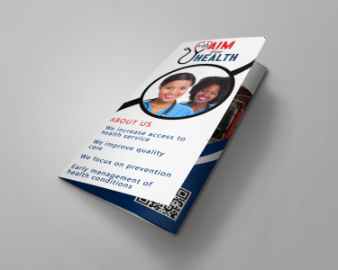 AIM
for
HEALTH
ABOUT US
We increase access to
health service
We improve quality
care
We focus on prevention
Early management of
health conditions